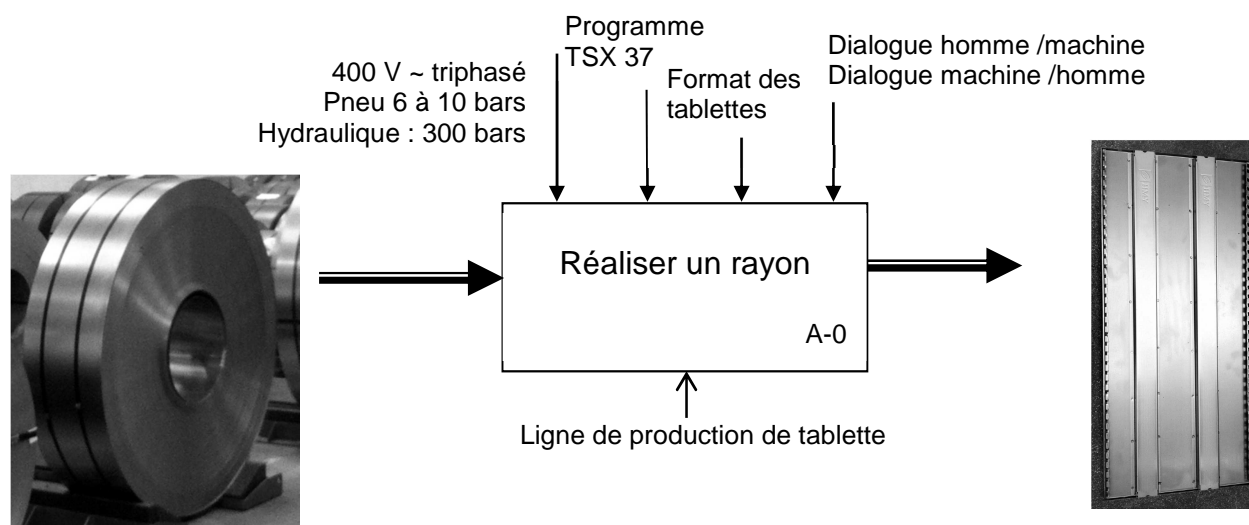 Programme
TSX 37
400 V ~ triphasé
Pneu 6 à 10 bars
Hydraulique : 300 bars
Format des
tablettes
Dialogue homme /machine
Dialogue machine /homme
Réaliser un rayon
A-0
Ligne de production de tablette